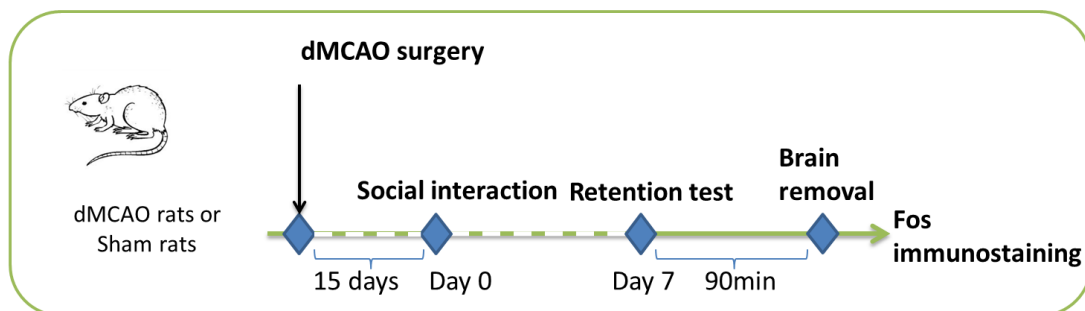 dMCAO surgery
dMCAO rats or
Sham rats
Social interaction
Retention test
Brain
removal
Fos
immunostaining
15 days
Day 0
Day 7
90min